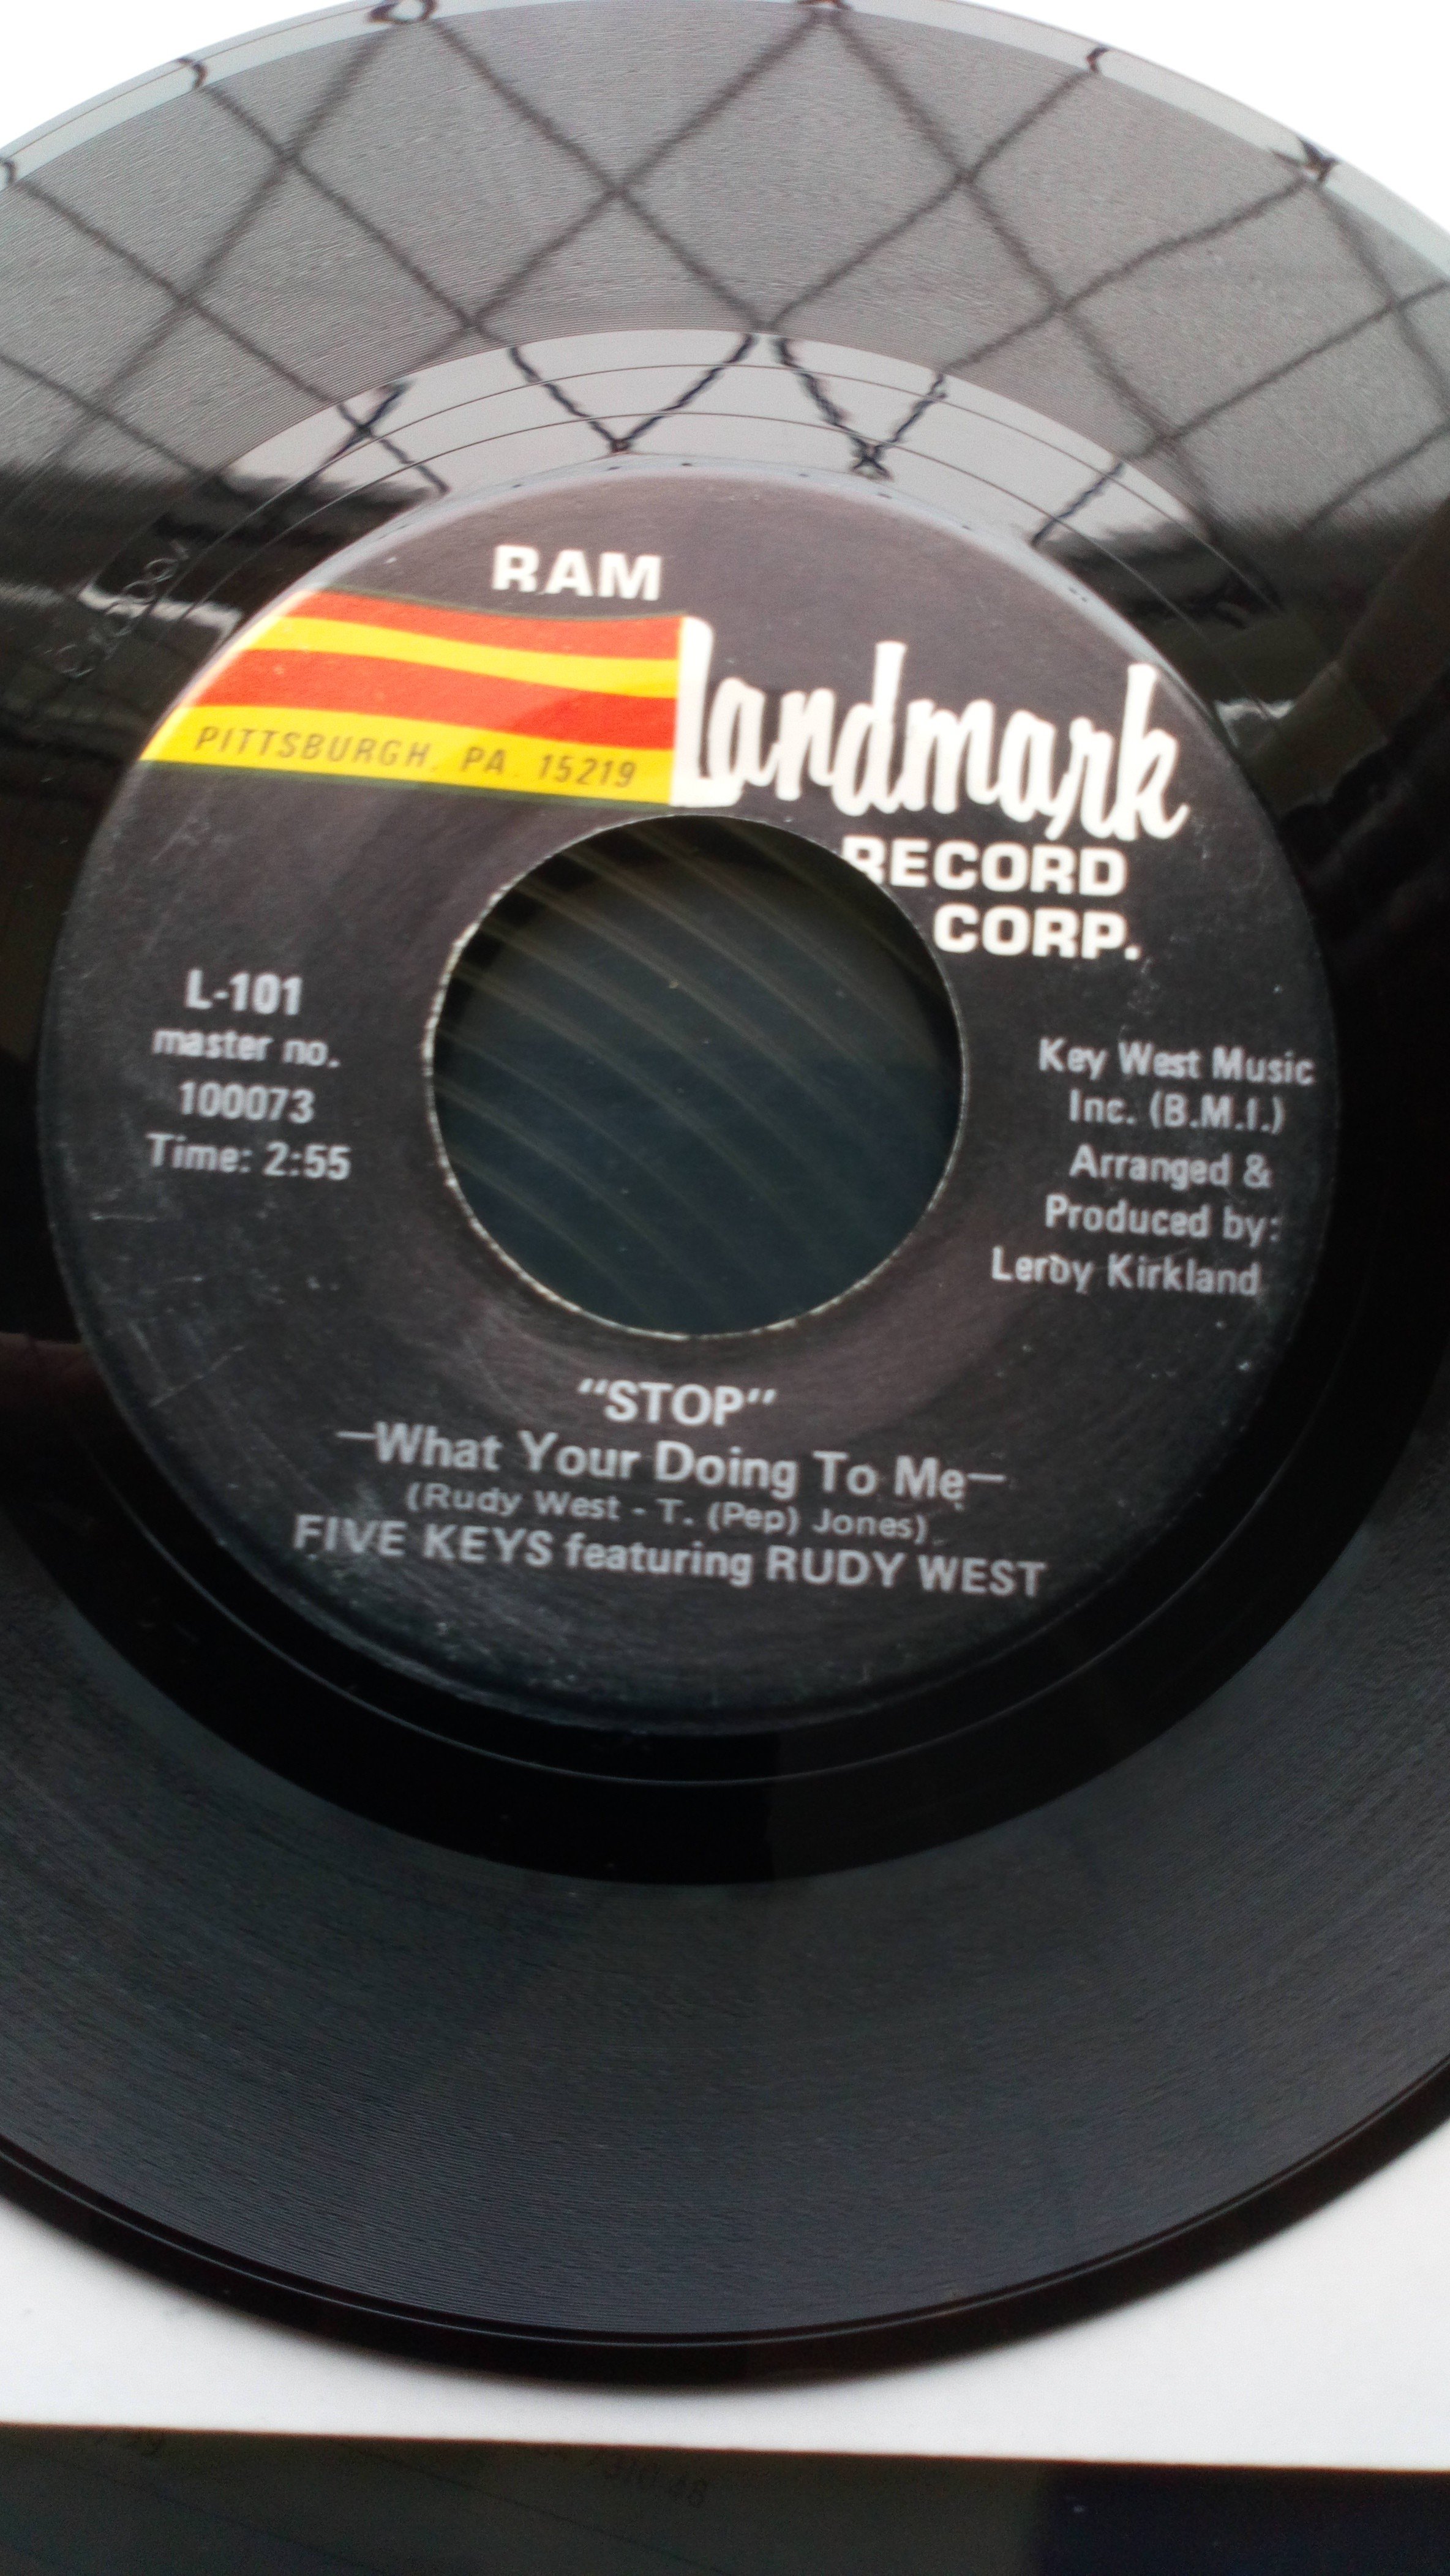 RAM
Landmark
PITTSBURGH, PA. 15219
RECORD
CORP.
L-101
master no.
100073
Time: 2:55
Key West Music
Inc. (B.M.I.)
Arranged &
Produced by:
Leroy Kirkland
"STOP"
—What Your Doing To Me—
(Rudy West - T. (Pep) Jones)
FIVE KEYS featuring RUDY WEST